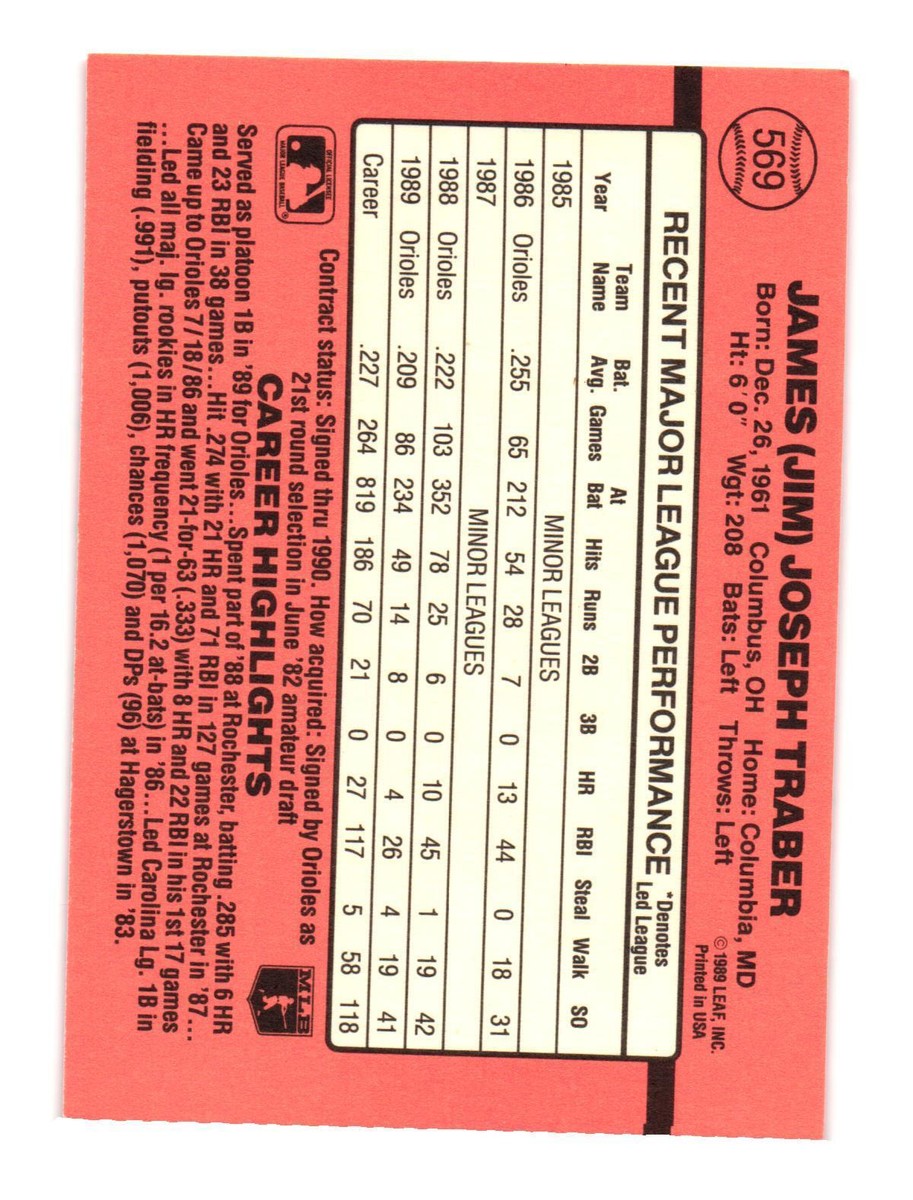 569
JAMES (JIM) JOSEPH TRABER
Born: Dec. 26, 1961 Columbus, OH Home: Columbia, MD
Ht: 6'0" Wgt: 208 Bats: Left Throws: Left
© 1989 LEAF, INC.
Printed in USA
RECENT MAJOR LEAGUE PERFORMANCE
*Denotes
Led League
Year Team Name Bat. Avg. Games At Bat Hits Runs 2B 3B HR RBI Steal Walk SO
1985 MINOR LEAGUES
1986 Orioles .255 65 212 54 28 7 0 13 44 0 18 31
1987 MINOR LEAGUES
1988 Orioles .222 103 352 78 25 6 0 10 45 1 19 42
1989 Orioles .209 86 234 49 14 8 0 4 26 4 19 41
Career .227 264 819 186 70 21 0 27 117 5 58 118
OFFICIAL LICENSEE
MAJOR LEAGUE BASEBALL ®
Contract status: Signed thru 1990. How acquired: Signed by Orioles as
21st round selection in June '82 amateur draft
MLB
CAREER HIGHLIGHTS
Served as platoon 1B in '89 for Orioles...Spent part of '88 at Rochester, batting .285 with 6 HR
and 23 RBI in 38 games...Hit .274 with 21 HR and 71 RBI in 127 games at Rochester in '87...
Came up to Orioles 7/18/86 and went 21-for-63 (.333) with 8 HR and 22 RBI in his 1st 17 games
...Led all maj. lg. rookies in HR frequency (1 per 16.2 at-bats) in '86...Led Carolina Lg. 1B in
fielding (.991), putouts (1,006), chances (1,070) and DPs (96) at Hagerstown in '83.